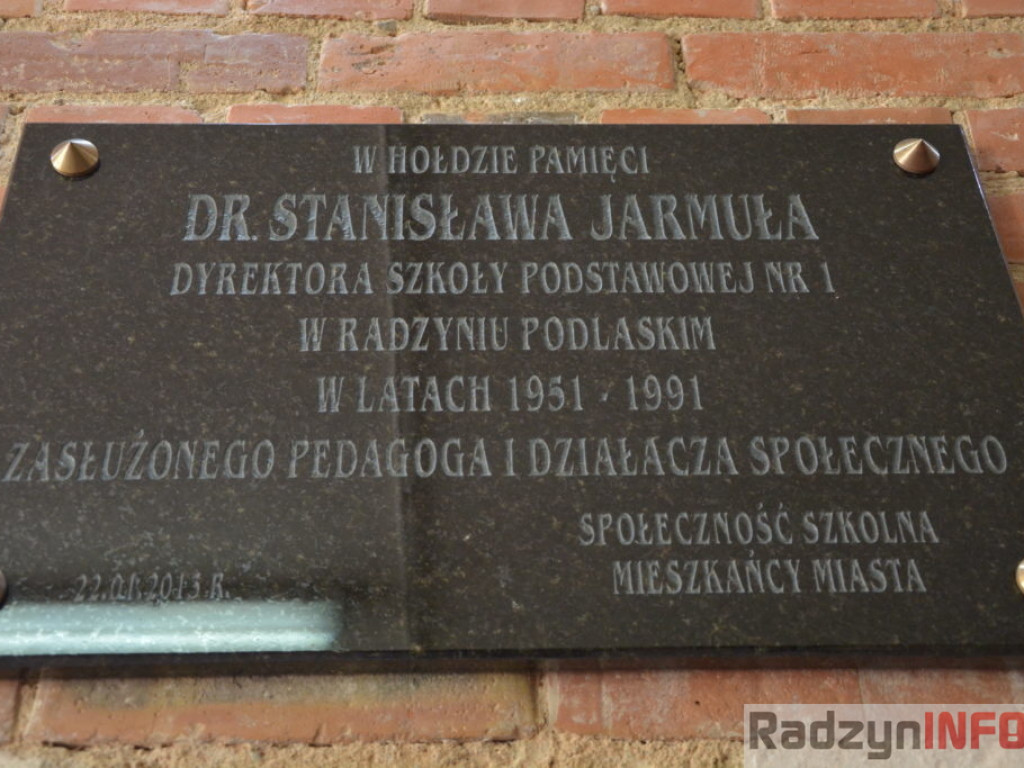 W HOŁDZIE PAMIĘCI
DR. STANISŁAWA JARMUŁA
DYREKTORA SZKOŁY PODSTAWOWEJ NR 1
W RADZYNIU PODLASKIM
W LATACH 1951 - 1991
ZASŁUŻONEGO PEDAGOGA I DZIAŁACZA SPOŁECZNEGO
SPOŁECZNOŚĆ SZKOLNA
MIESZKAŃCY MIASTA
22.01.2013 R.
RadzynINFO